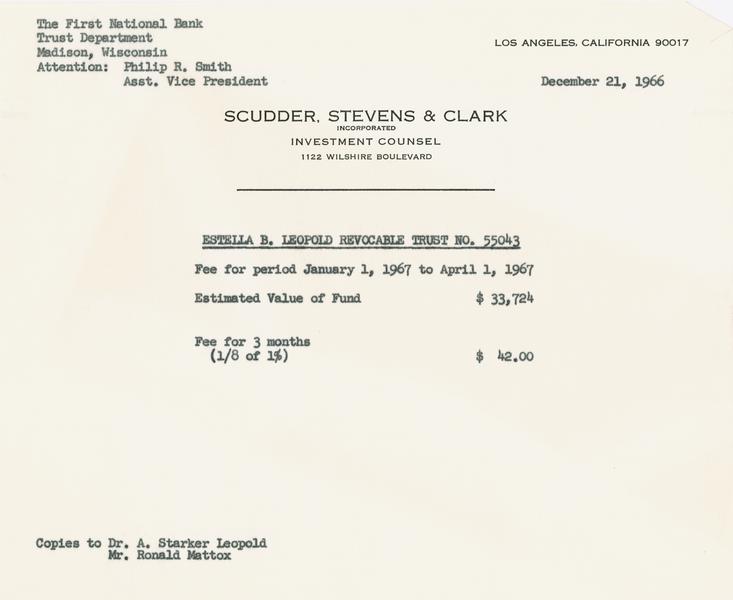 The First National Bank
Trust Department
Madison, Wisconsin
Attention: Philip R. Smith
Asst. Vice President
LOS ANGELES, CALIFORNIA 90017
December 21, 1966
SCUDDER, STEVENS & CLARK
INCORPORATED
INVESTMENT COUNSEL
1122 WILSHIRE BOULEVARD
ESTELLA B. LEOPOLD REVOCABLE TRUST NO. 55043
Fee for period January 1, 1967 to April 1, 1967
Estimated Value of Fund $ 33,724
Fee for 3 months
(1/8 of 1%) $ 42.00
Copies to Dr. A. Starker Leopold
Mr. Ronald Mattox